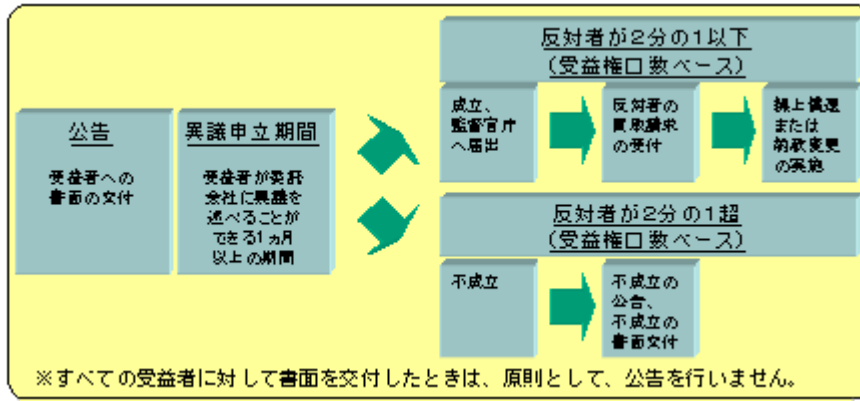 公告
受益者への
書面の交付
異議申立期間
受益者が委託
会社に異議を
述べることが
できる1ヵ月
以上の期間
反対者が2分の1以下
(受益権口数ベース)
成立、
監督官庁
へ届出
反対者の
買取請求
の受付
繰上償還
または
約款変更
の実施
反対者が2分の1超
(受益権口数ベース)
不成立
不成立の
公告、
不成立の
書面交付
※すべての受益者に対して書面を交付したときは、原則として、公告を行いません。